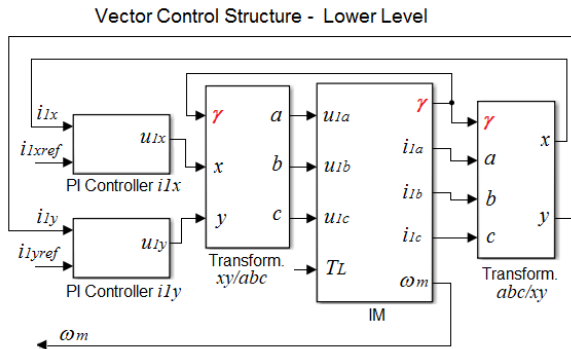 Vector Control Structure - Lower Level
i1x
i1xref
u1x
PI Controller i1x
i1y
i1yref
u1y
PI Controller i1y
γ
x
y
a
b
c
Transform.
xy/abc
u1a
u1b
u1c
TL
γ
i1a
i1b
i1c
ωm
IM
γ
a
b
c
x
y
Transform.
abc/xy
ωm